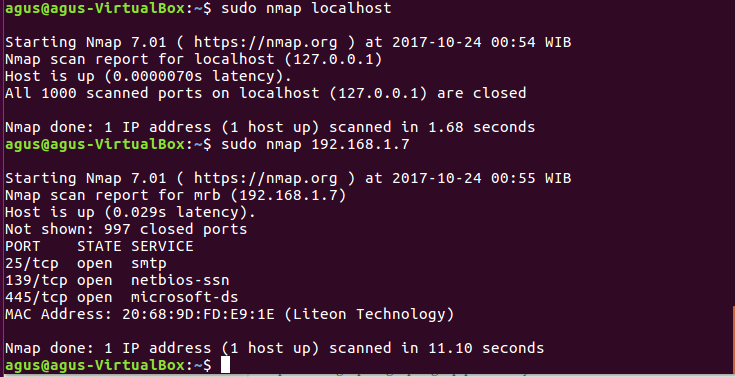 agus@agus-VirtualBox:~$ sudo nmap localhost
Starting Nmap 7.01 ( https://nmap.org ) at 2017-10-24 00:54 WIB
Nmap scan report for localhost (127.0.0.1)
Host is up (0.0000070s latency).
All 1000 scanned ports on localhost (127.0.0.1) are closed
Nmap done: 1 IP address (1 host up) scanned in 1.68 seconds
agus@agus-VirtualBox:~$ sudo nmap 192.168.1.7
Starting Nmap 7.01 ( https://nmap.org ) at 2017-10-24 00:55 WIB
Nmap scan report for mrb (192.168.1.7)
Host is up (0.029s latency).
Not shown: 997 closed ports
PORT    STATE SERVICE
25/tcp  open  smtp
139/tcp open  netbios-ssn
445/tcp open  microsoft-ds
MAC Address: 20:68:9D:FD:E9:1E (Liteon Technology)
Nmap done: 1 IP address (1 host up) scanned in 11.10 seconds
agus@agus-VirtualBox:~$